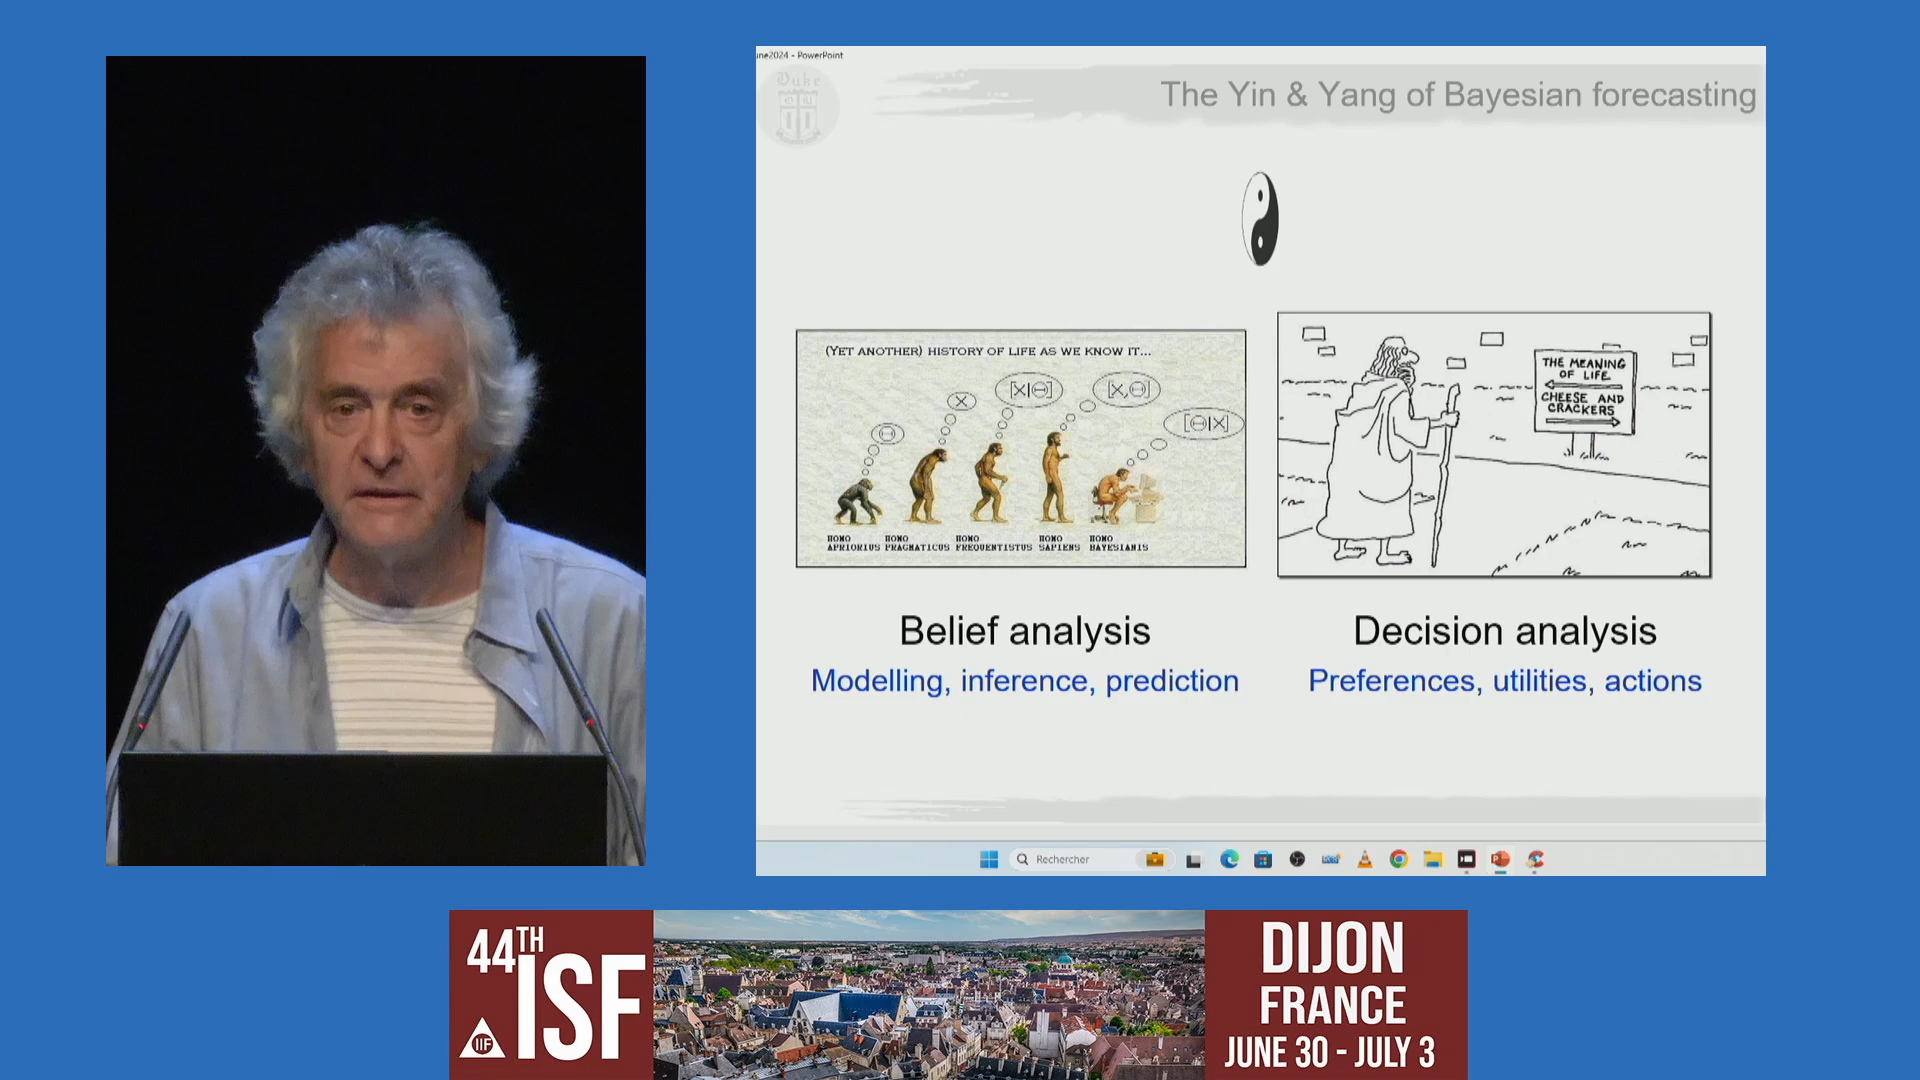 une2024 - PowerPoint
Duke
The Yin & Yang of Bayesian forecasting
(YET ANOTHER) HISTORY OF LIFE AS WE KNOW IT...
Θ
X
[X|Θ]
[X,Θ]
[Θ|X]
HOMO APRIORIUS
HOMO PRAGMATICUS
HOMO FREQUENTISTUS
HOMO SAPIENS
HOMO BAYESIANIS
THE MEANING
OF LIFE
CHEESE AND
CRACKERS
Belief analysis
Modelling, inference, prediction
Decision analysis
Preferences, utilities, actions
Rechercher
44TH
ISF
IIF
DIJON
FRANCE
JUNE 30 - JULY 3